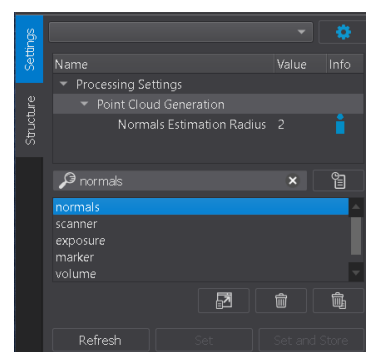 Settings
Structure
Name Value Info
Processing Settings
Point Cloud Generation
Normals Estimation Radius 2
normals
normals
scanner
exposure
marker
volume
Refresh Set Set and Store